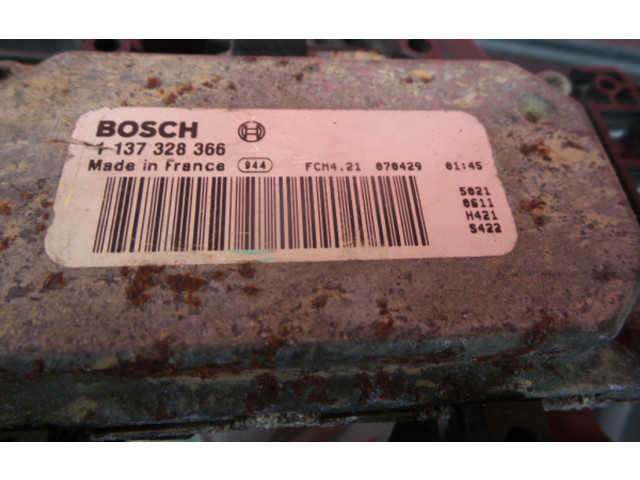 BOSCH
1 137 328 366
Made in France 944 FCM4.21 070429 01:45
5021
0611
H421
S422